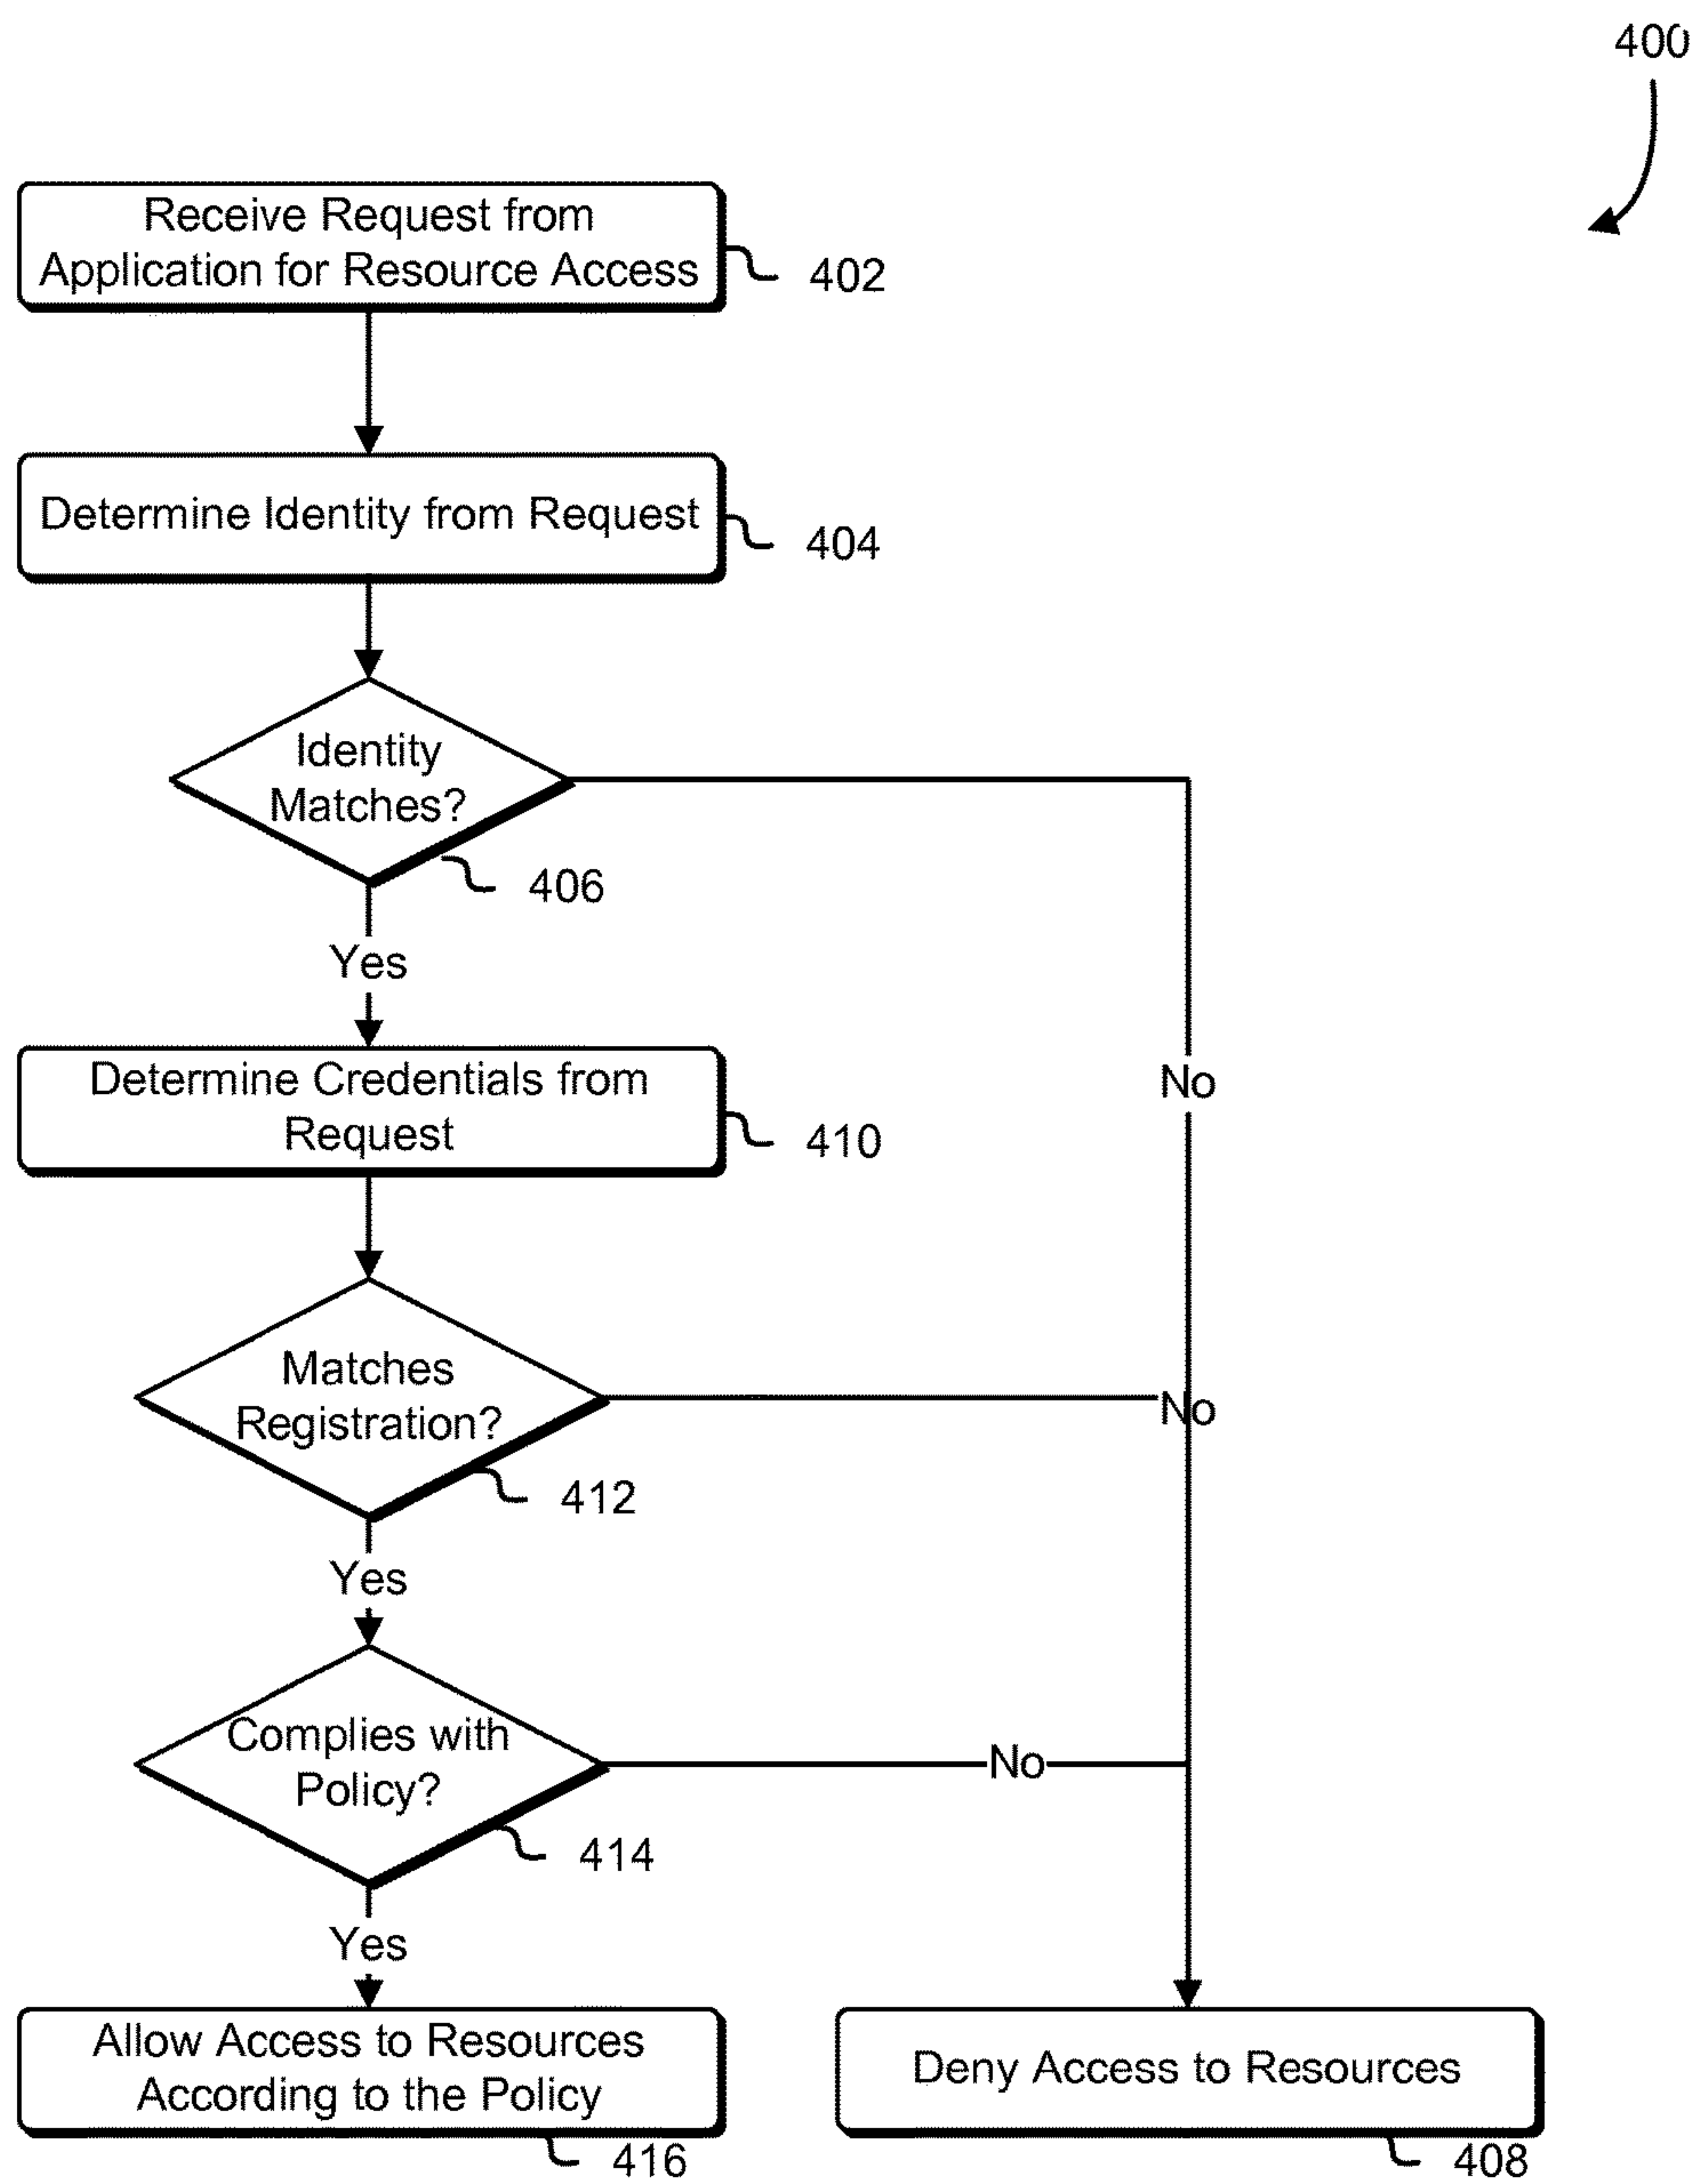 400
Receive Request from
Application for Resource Access
402
Determine Identity from Request
404
Identity
Matches?
406
Yes
No
Determine Credentials from
Request
410
Matches
Registration?
No
412
Yes
Complies with
Policy?
No
414
Yes
Allow Access to Resources
According to the Policy
416
Deny Access to Resources
408